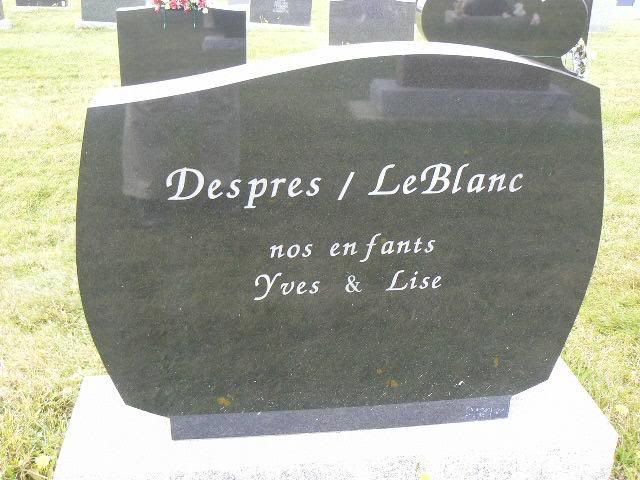 Despres / LeBlanc
nos enfants
Yves & Lise